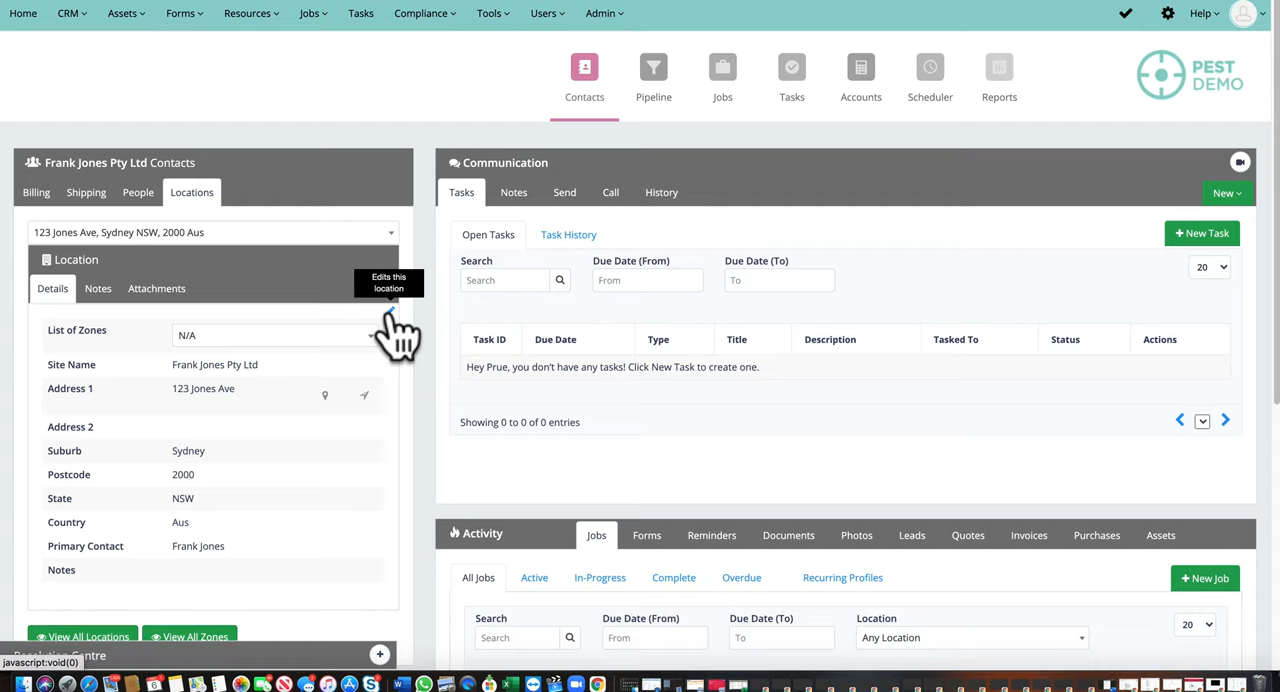 Home CRM Assets Forms Resources Jobs Tasks Compliance Tools Users Admin Help
Contacts Pipeline Jobs Tasks Accounts Scheduler Reports
PEST
DEMO
Frank Jones Pty Ltd Contacts
Billing Shipping People Locations
123 Jones Ave, Sydney NSW, 2000 Aus
Location
Edits this
location
Details Notes Attachments
List of Zones N/A
Site Name Frank Jones Pty Ltd
Address 1 123 Jones Ave
Address 2
Suburb Sydney
Postcode 2000
State NSW
Country Aus
Primary Contact Frank Jones
Notes
View All Locations View All Zones
Resolution Centre
javascript:void(0)
Communication
Tasks Notes Send Call History New
Open Tasks Task History + New Task
Search Due Date (From) Due Date (To)
Search From To 20
Task ID Due Date Type Title Description Tasked To Status Actions
Hey Prue, you don't have any tasks! Click New Task to create one.
Showing 0 to 0 of 0 entries
Activity Jobs Forms Reminders Documents Photos Leads Quotes Invoices Purchases Assets
All Jobs Active In-Progress Complete Overdue Recurring Profiles + New Job
Search Due Date (From) Due Date (To) Location
Search From To Any Location 20